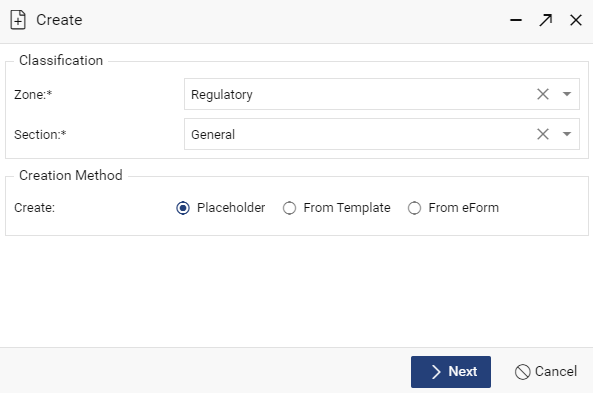 Create
Classification
Zone:* Regulatory
Section:* General
Creation Method
Create: Placeholder From Template From eForm
Next Cancel